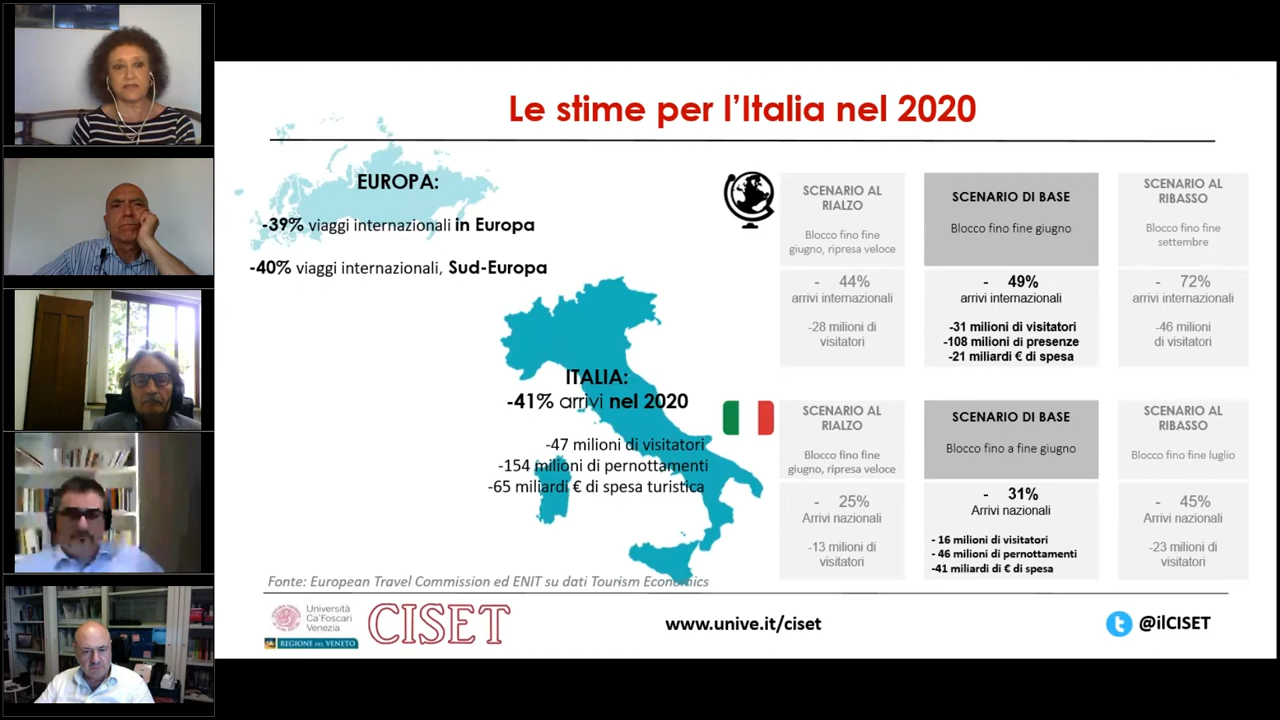 Le stime per l'Italia nel 2020
EUROPA:
-39% viaggi internazionali in Europa
-40% viaggi internazionali, Sud-Europa
ITALIA:
-41% arrivi nel 2020
-47 milioni di visitatori
-154 milioni di pernottamenti
-65 miliardi € di spesa turistica
SCENARIO AL
RIALZO
Blocco fino fine
giugno, ripresa veloce
- 44%
arrivi internazionali
-28 milioni di
visitatori
SCENARIO DI BASE
Blocco fino fine giugno
- 49%
arrivi internazionali
-31 milioni di visitatori
-108 milioni di presenze
-21 miliardi € di spesa
SCENARIO AL
RIBASSO
Blocco fino fine
settembre
- 72%
arrivi internazionali
-46 milioni
di visitatori
SCENARIO AL
RIALZO
Blocco fino fine
giugno, ripresa veloce
- 25%
Arrivi nazionali
-13 milioni di
visitatori
SCENARIO DI BASE
Blocco fino a fine giugno
- 31%
Arrivi nazionali
- 16 milioni di visitatori
- 46 milioni di pernottamenti
-41 miliardi di € di spesa
SCENARIO AL
RIBASSO
Blocco fino fine luglio
- 45%
Arrivi nazionali
-23 milioni di
visitatori
Fonte: European Travel Commission ed ENIT su dati Tourism Economics
Università
Ca'Foscari
Venezia
REGIONE DEL VENETO
CISET
www.unive.it/ciset
@ilCISET